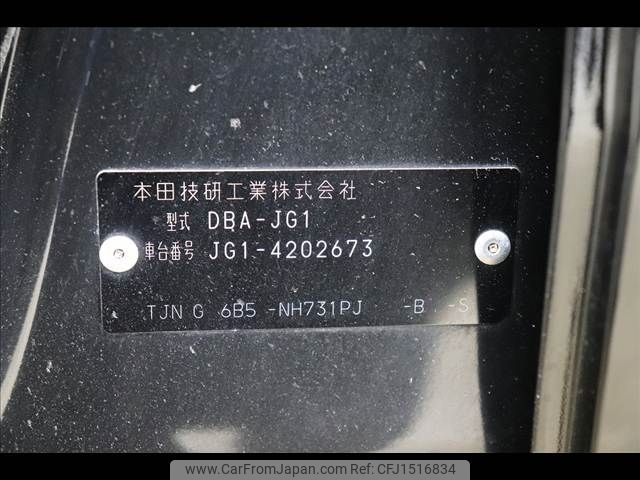 本田技研工業株式会社
型式 DBA-JG1
車台番号 JG1-4202673
TJN G 6B5 -NH731PJ -B -S
www.CarFromJapan.com CFJ1516834